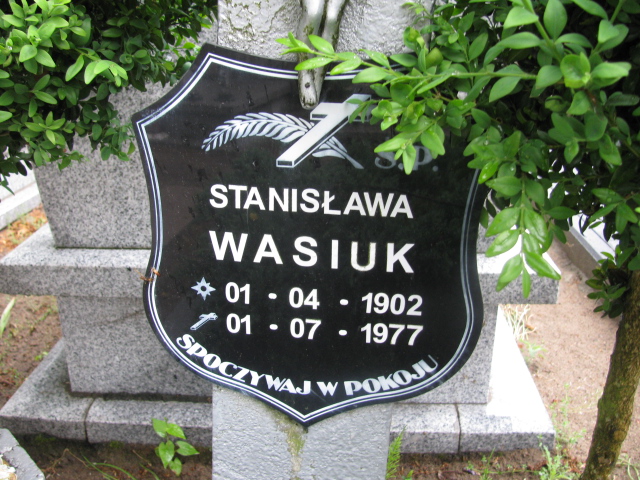 Ś.P.
STANISŁAWA
WASIUK
01 - 04 - 1902
01 - 07 - 1977
SPOCZYWAJ W POKOJU